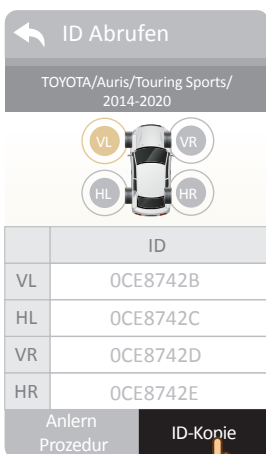 ID Abrufen
TOYOTA/Auris/Touring Sports/
2014-2020
VL
VR
HL
HR
ID
VL 0CE8742B
HL 0CE8742C
VR 0CE8742D
HR 0CE8742E
Anlern
Prozedur
ID-Kopie